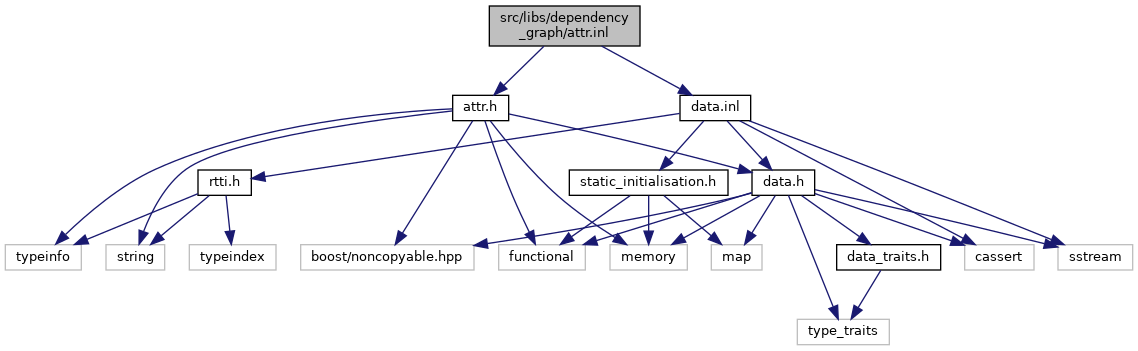 src/libs/dependency
_graph/attr.inl
attr.h
data.inl
rtti.h
static_initialisation.h
data.h
typeinfo
string
typeindex
boost/noncopyable.hpp
functional
memory
map
data_traits.h
cassert
sstream
type_traits